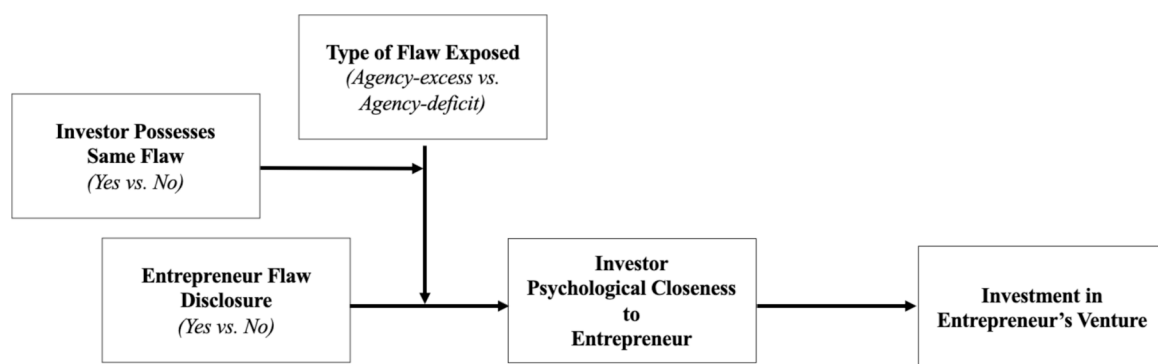 Type of Flaw Exposed
(Agency-excess vs.
Agency-deficit)
Investor Possesses
Same Flaw
(Yes vs. No)
Entrepreneur Flaw
Disclosure
(Yes vs. No)
Investor
Psychological Closeness
to
Entrepreneur
Investment in
Entrepreneur’s Venture